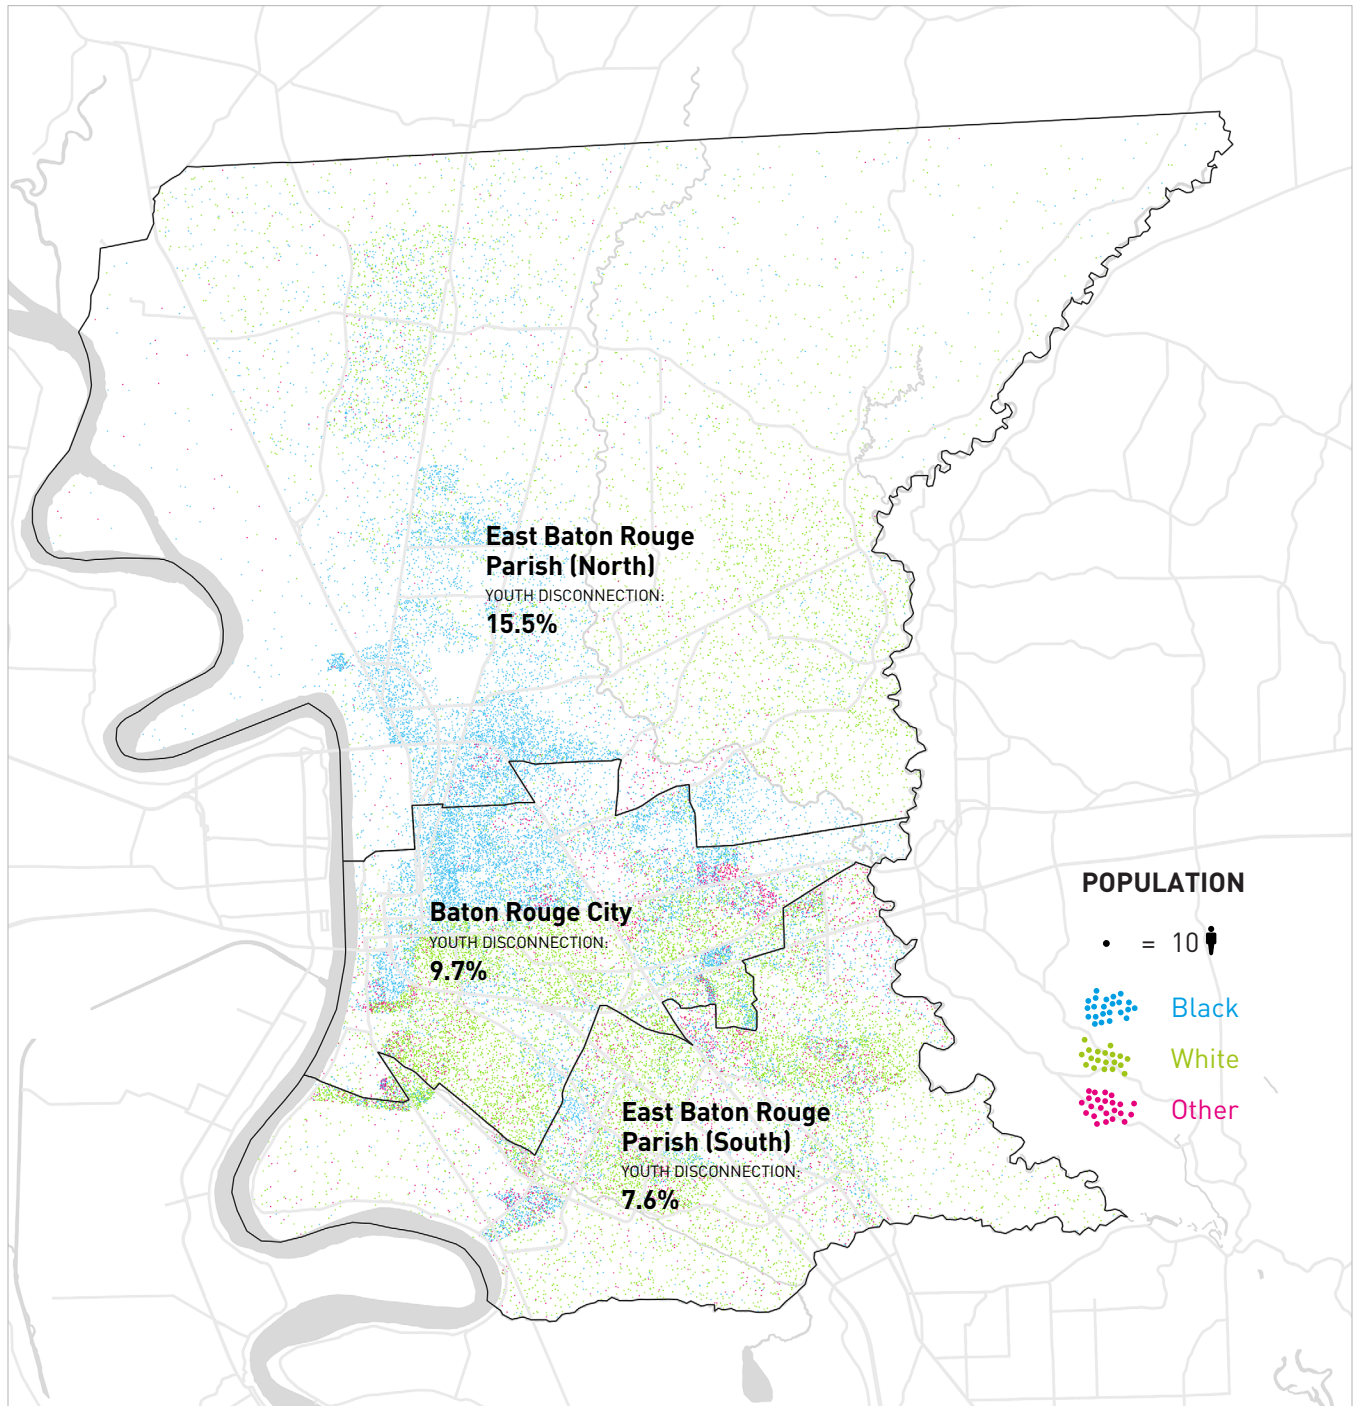 East Baton Rouge
Parish (North)
YOUTH DISCONNECTION:
15.5%
POPULATION
= 10
Black
White
Other
Baton Rouge City
YOUTH DISCONNECTION:
9.7%
East Baton Rouge
Parish (South)
YOUTH DISCONNECTION:
7.6%